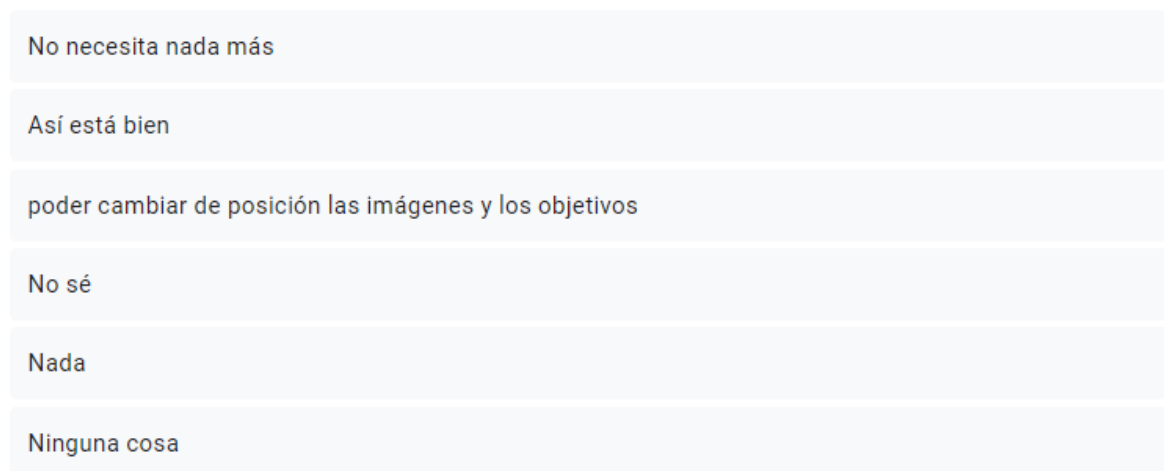 No necesita nada más
Así está bien
poder cambiar de posición las imágenes y los objetivos
No sé
Nada
Ninguna cosa